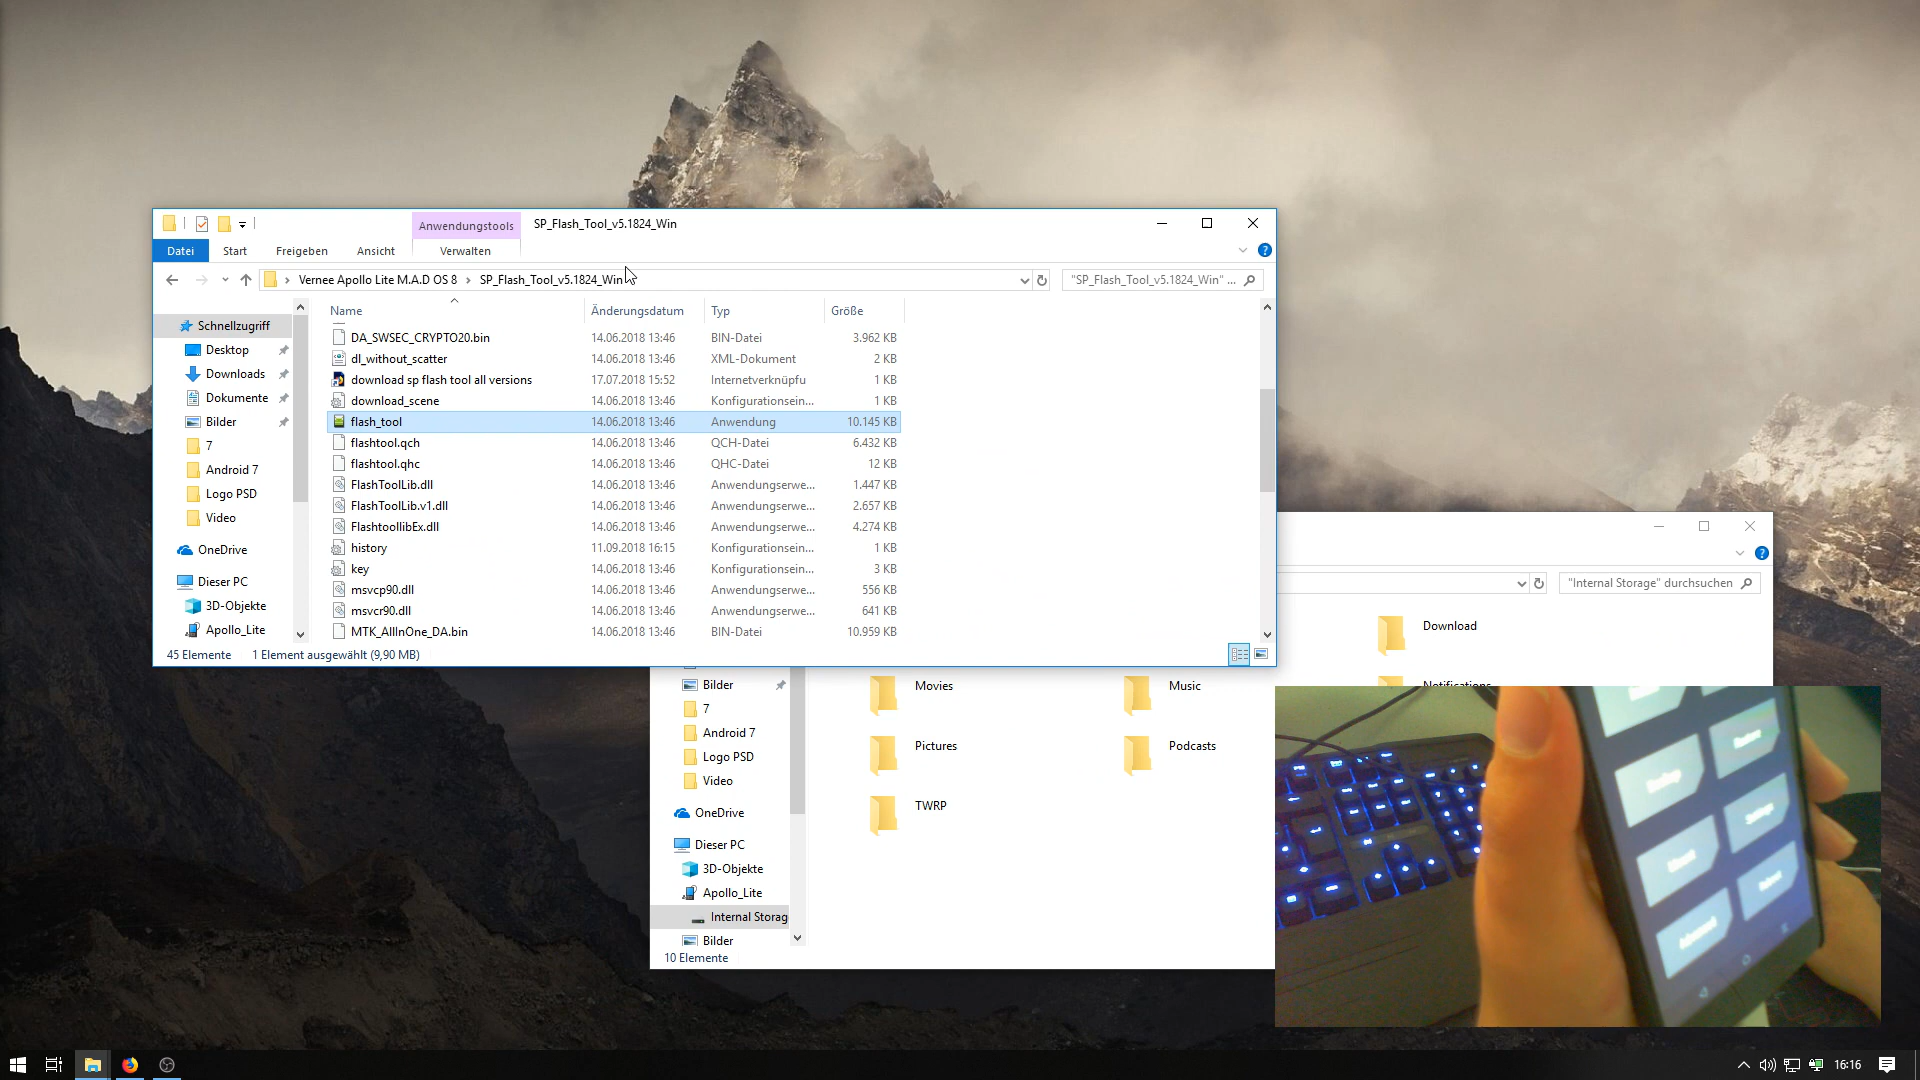 Anwendungstools
SP_Flash_Tool_v5.1824_Win
Datei
Start
Freigeben
Ansicht
Verwalten
Vernee Apollo Lite M.A.D OS 8 › SP_Flash_Tool_v5.1824_Win
"SP_Flash_Tool_v5.1824_Win" ...
Schnellzugriff
Desktop
Downloads
Dokumente
Bilder
7
Android 7
Logo PSD
Video
OneDrive
Dieser PC
3D-Objekte
Apollo_Lite
Name Änderungsdatum Typ Größe
DA_SWSEC_CRYPTO20.bin 14.06.2018 13:46 BIN-Datei 3.962 KB
dl_without_scatter 14.06.2018 13:46 XML-Dokument 2 KB
download sp flash tool all versions 17.07.2018 15:52 Internetverknüpfu 1 KB
download_scene 14.06.2018 13:46 Konfigurationsein... 1 KB
flash_tool 14.06.2018 13:46 Anwendung 10.145 KB
flashtool.qch 14.06.2018 13:46 QCH-Datei 6.432 KB
flashtool.qhc 14.06.2018 13:46 QHC-Datei 12 KB
FlashToolLib.dll 14.06.2018 13:46 Anwendungserwe... 1.447 KB
FlashToolLib.v1.dll 14.06.2018 13:46 Anwendungserwe... 2.657 KB
FlashtoollibEx.dll 14.06.2018 13:46 Anwendungserwe... 4.274 KB
history 11.09.2018 16:15 Konfigurationsein... 1 KB
key 14.06.2018 13:46 Konfigurationsein... 3 KB
msvcp90.dll 14.06.2018 13:46 Anwendungserwe... 556 KB
msvcr90.dll 14.06.2018 13:46 Anwendungserwe... 641 KB
MTK_AllInOne_DA.bin 14.06.2018 13:46 BIN-Datei 10.959 KB
45 Elemente 1 Element ausgewählt (9,90 MB)
"Internal Storage" durchsuchen
Download
Notifications
Bilder
7
Android 7
Logo PSD
Video
OneDrive
Dieser PC
3D-Objekte
Apollo_Lite
Internal Storag
Bilder
Movies
Music
Pictures
Podcasts
TWRP
10 Elemente
16:16